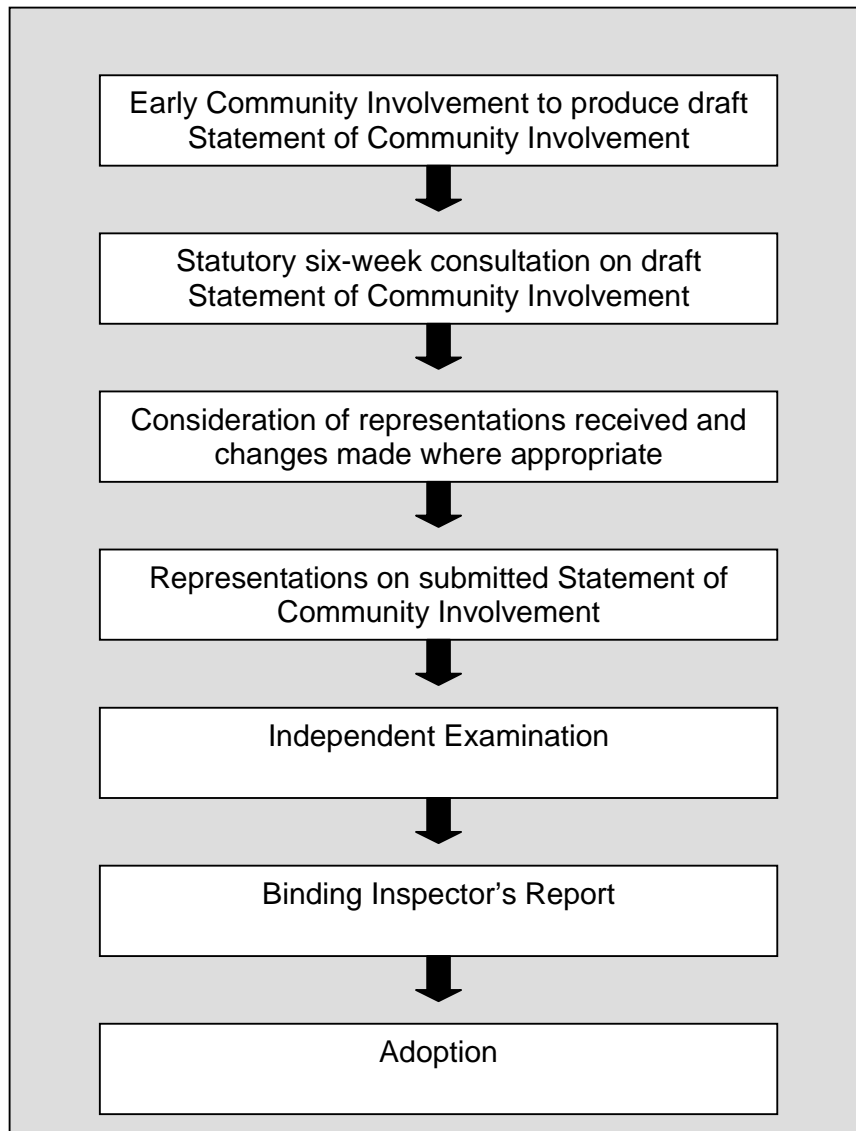 Early Community Involvement to produce draft
Statement of Community Involvement
Statutory six-week consultation on draft
Statement of Community Involvement
Consideration of representations received and
changes made where appropriate
Representations on submitted Statement of
Community Involvement
Independent Examination
Binding Inspector’s Report
Adoption